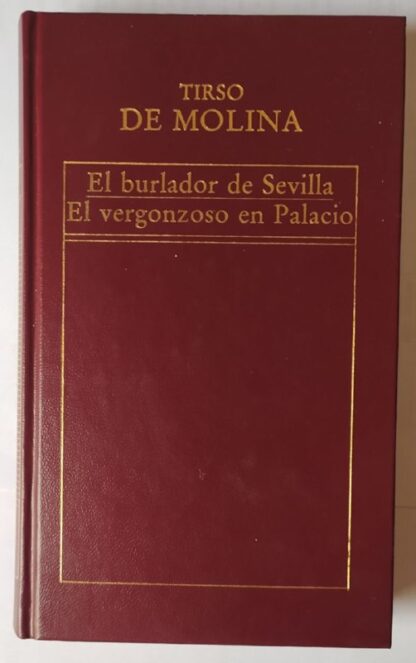 TIRSO
DE MOLINA
El burlador de Sevilla
El vergonzoso en Palacio